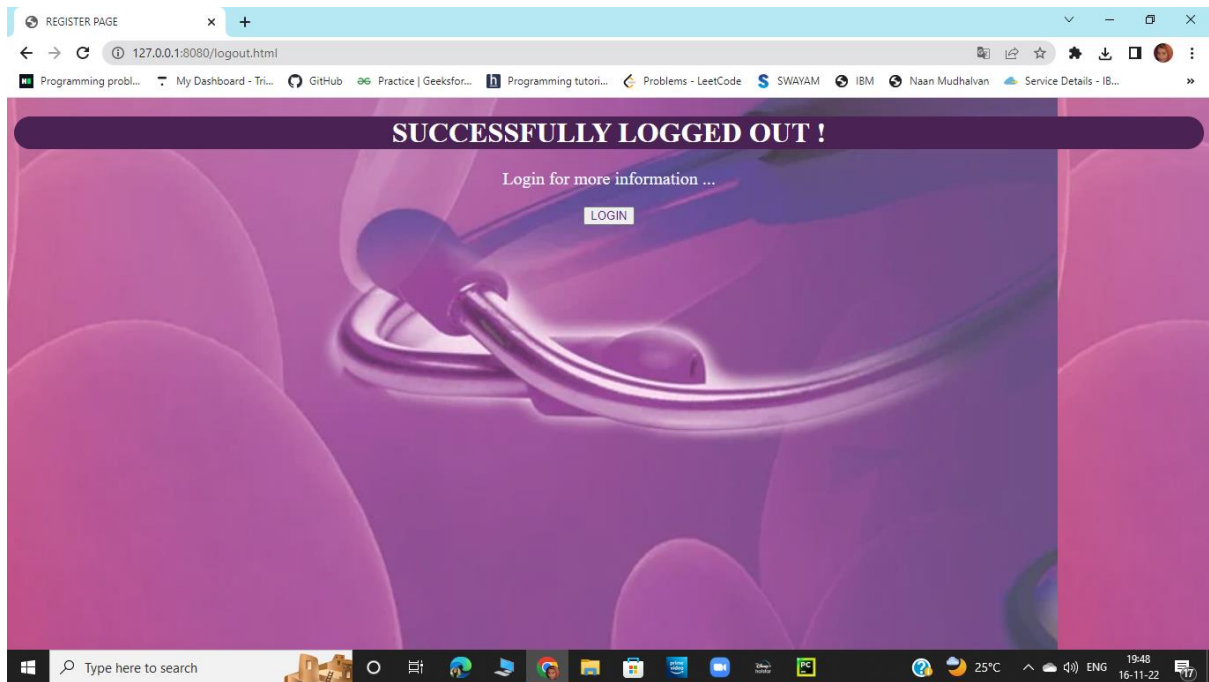 REGISTER PAGE
127.0.0.1:8080/logout.html
Programming probl... My Dashboard - Tri... GitHub Practice | Geeksfor... Programming tutori... Problems - LeetCode SWAYAM IBM Naan Mudhalvan Service Details - IB... »
SUCCESSFULLY LOGGED OUT !
Login for more information ...
LOGIN
Type here to search
25°C ENG 19:48
16-11-22 17